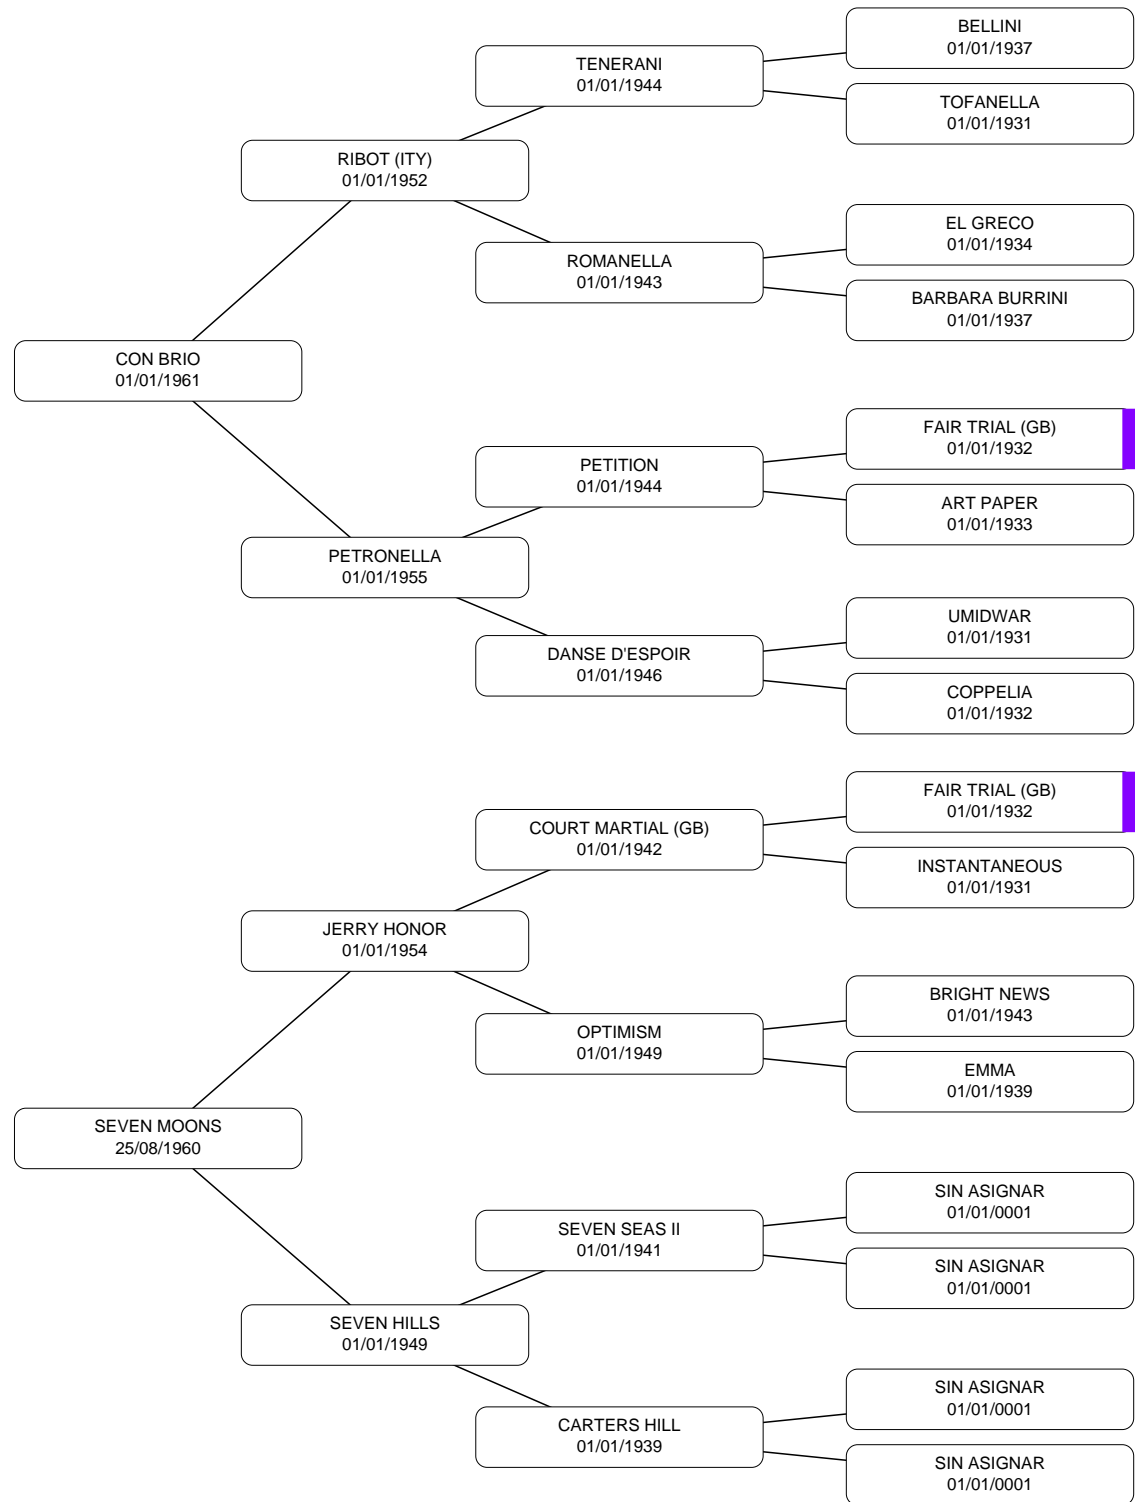 BELLINI
01/01/1937
TENERANI
01/01/1944
TOFANELLA
01/01/1931
RIBOT (ITY)
01/01/1952
EL GRECO
01/01/1934
ROMANELLA
01/01/1943
BARBARA BURRINI
01/01/1937
CON BRIO
01/01/1961
FAIR TRIAL (GB)
01/01/1932
PETITION
01/01/1944
ART PAPER
01/01/1933
PETRONELLA
01/01/1955
UMIDWAR
01/01/1931
DANSE D'ESPOIR
01/01/1946
COPPELIA
01/01/1932
FAIR TRIAL (GB)
01/01/1932
COURT MARTIAL (GB)
01/01/1942
INSTANTANEOUS
01/01/1931
JERRY HONOR
01/01/1954
BRIGHT NEWS
01/01/1943
OPTIMISM
01/01/1949
EMMA
01/01/1939
SEVEN MOONS
25/08/1960
SIN ASIGNAR
01/01/0001
SEVEN SEAS II
01/01/1941
SIN ASIGNAR
01/01/0001
SEVEN HILLS
01/01/1949
SIN ASIGNAR
01/01/0001
CARTERS HILL
01/01/1939
SIN ASIGNAR
01/01/0001